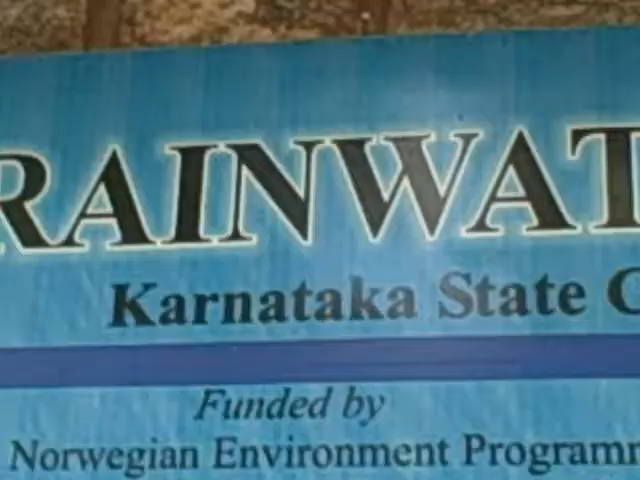 RAINWAT
Karnataka State C
Funded by
Norwegian Environment Program